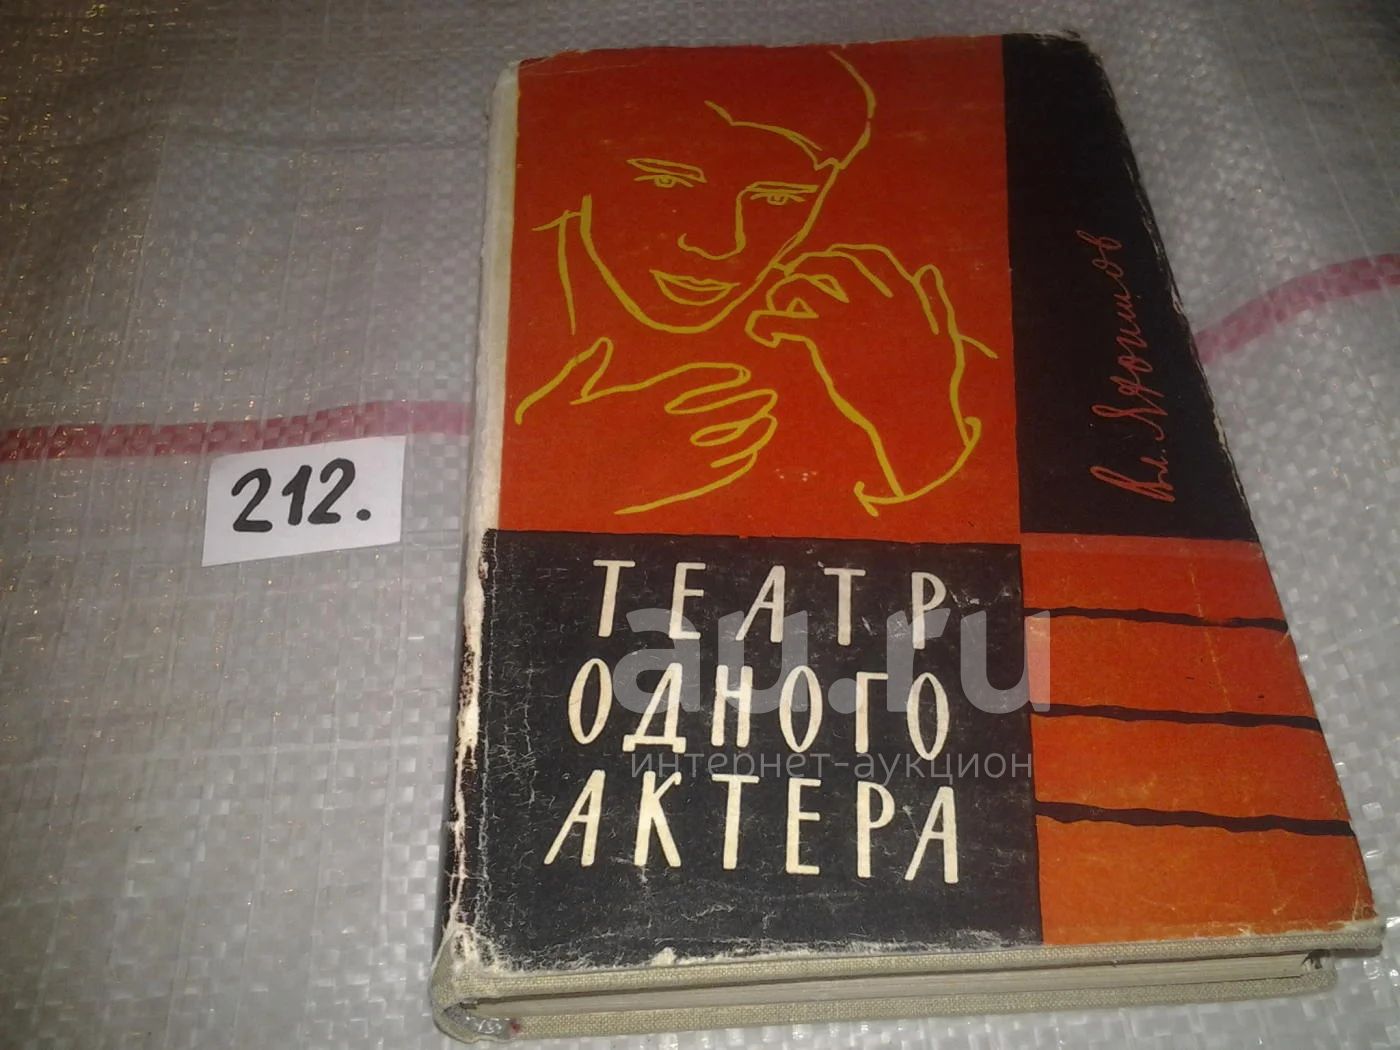 212.
Вл. Яхонтов
ТЕАТР
ОДНОГО
АКТЕРА
au.ru
интернет-аукцион